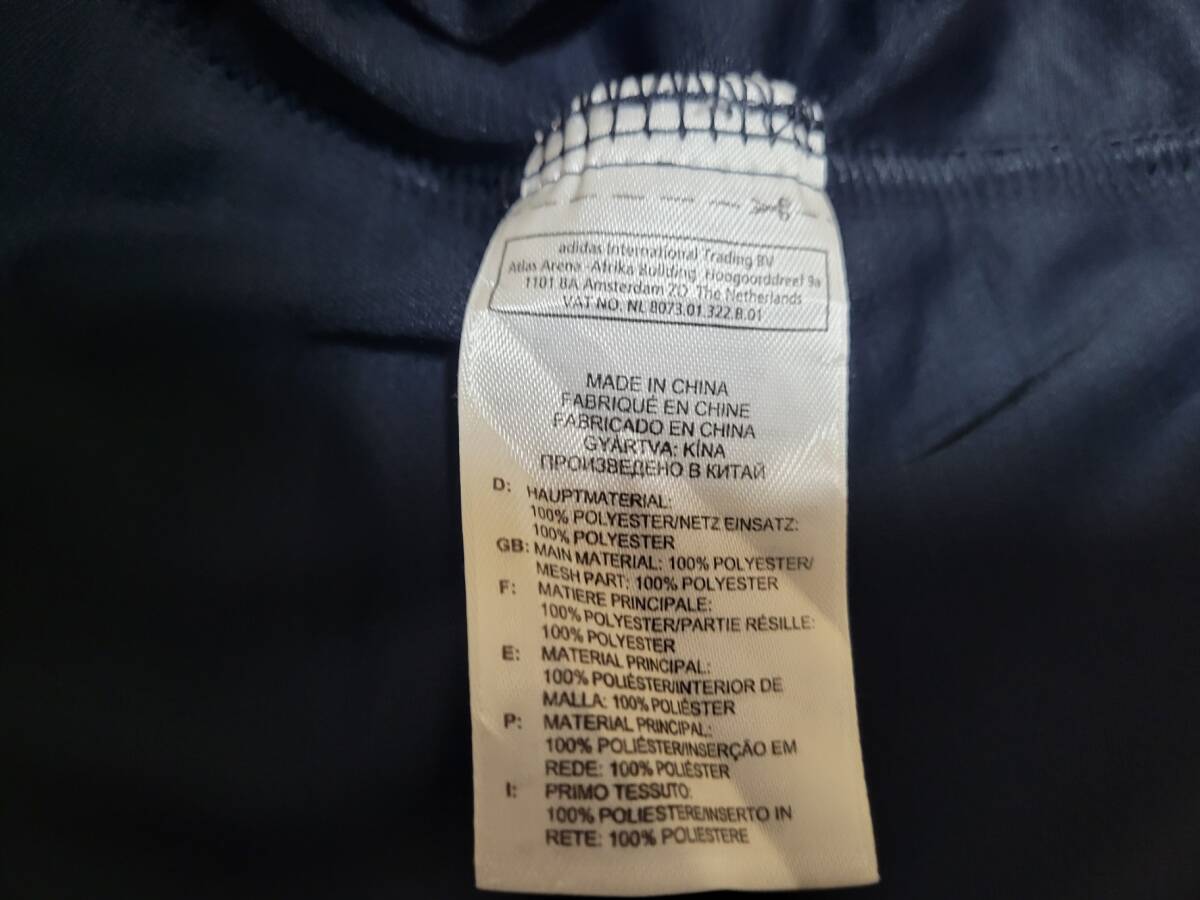 adidas International Trading BV
Atlas Arena - Afrika Building, Hoogoorddreef 9a
1101 BA Amsterdam ZO, The Netherlands
VAT NO. NL 8073.01.322.B.01
MADE IN CHINA
FABRIQUÉ EN CHINE
FABRICADO EN CHINA
GYÁRTVA: KÍNA
ПРОИЗВЕДЕНО В КИТАЙ
D: HAUPTMATERIAL:
100% POLYESTER/NETZ EINSATZ:
100% POLYESTER
GB: MAIN MATERIAL: 100% POLYESTER/
MESH PART: 100% POLYESTER
F: MATIERE PRINCIPALE:
100% POLYESTER/PARTIE RÉSILLE:
100% POLYESTER
E: MATERIAL PRINCIPAL:
100% POLIÉSTER/INTERIOR DE
MALLA: 100% POLIÉSTER
P: MATERIAL PRINCIPAL:
100% POLIÉSTER/INSERÇÃO EM
REDE: 100% POLIÉSTER
I: PRIMO TESSUTO:
100% POLIESTERE/INSERTO IN
RETE: 100% POLIESTERE